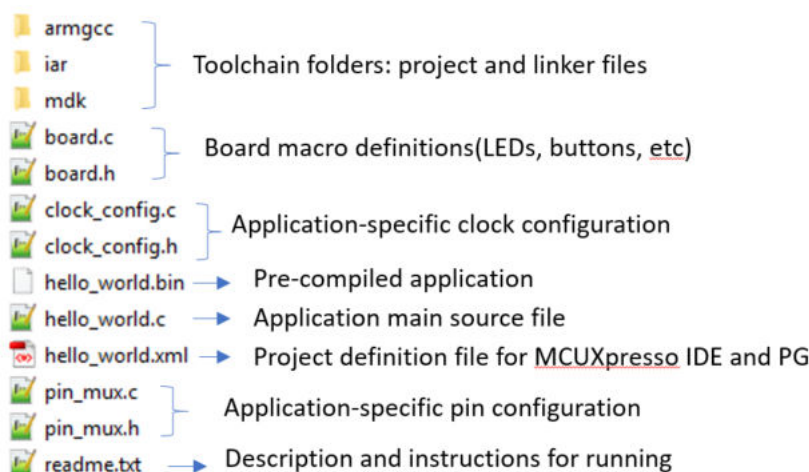 armgcc
iar
Toolchain folders: project and linker files
mdk
board.c
Board macro definitions(LEDs, buttons, etc)
board.h
clock_config.c
Application-specific clock configuration
clock_config.h
hello_world.bin Pre-compiled application
hello_world.c Application main source file
hello_world.xml Project definition file for MCUXpresso IDE and PG
pin_mux.c
Application-specific pin configuration
pin_mux.h
readme.txt Description and instructions for running